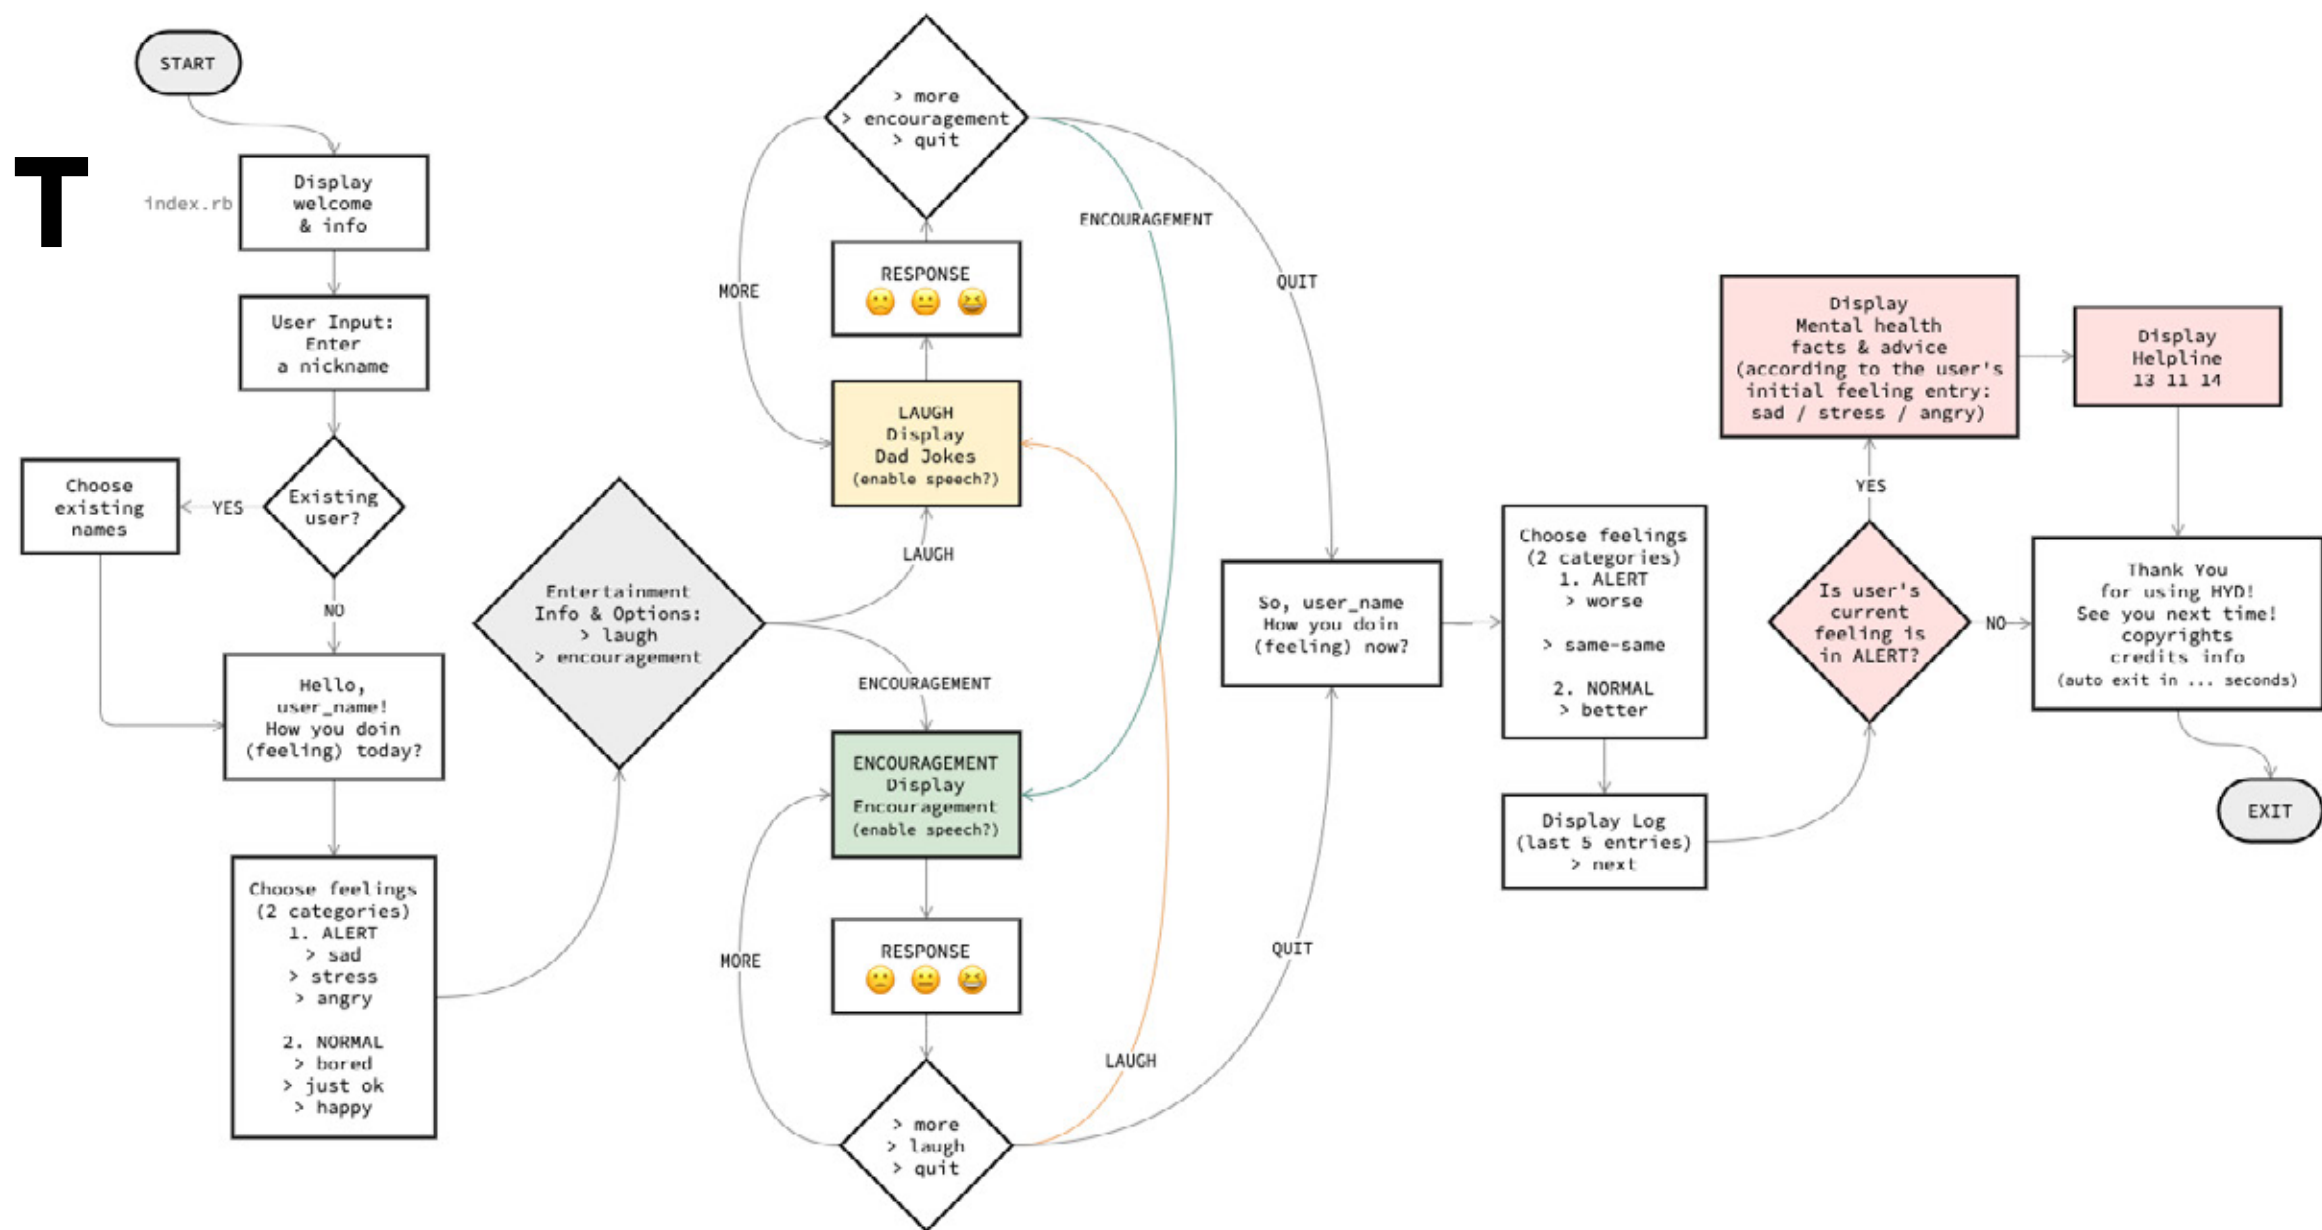 START
T
index.rb
Display
welcome
& info
User Input:
Enter
a nickname
Existing
user?
YES
Choose
existing
names
NO
Hello,
user_name!
How you doin
(feeling) today?
Choose feelings
(2 categories)
1. ALERT
> sad
> stress
> angry
2. NORMAL
> bored
> just ok
> happy
Entertainment
Info & Options:
> laugh
> encouragement
LAUGH
ENCOURAGEMENT
> more
> encouragement
> quit
MORE
ENCOURAGEMENT
QUIT
RESPONSE
LAUGH
Display
Dad Jokes
(enable speech?)
ENCOURAGEMENT
Display
Encouragement
(enable speech?)
MORE
RESPONSE
> more
> laugh
> quit
LAUGH
QUIT
So, user_name
How you doin
(feeling) now?
Choose feelings
(2 categories)
1. ALERT
> worse
> same-same
2. NORMAL
> better
Display Log
(last 5 entries)
> next
Is user's
current
feeling is
in ALERT?
YES
Display
Mental health
facts & advice
(according to the user's
initial feeling entry:
sad / stress / angry)
Display
Helpline
13 11 14
NO
Thank You
for using HYD!
See you next time!
copyrights
credits info
(auto exit in ... seconds)
EXIT